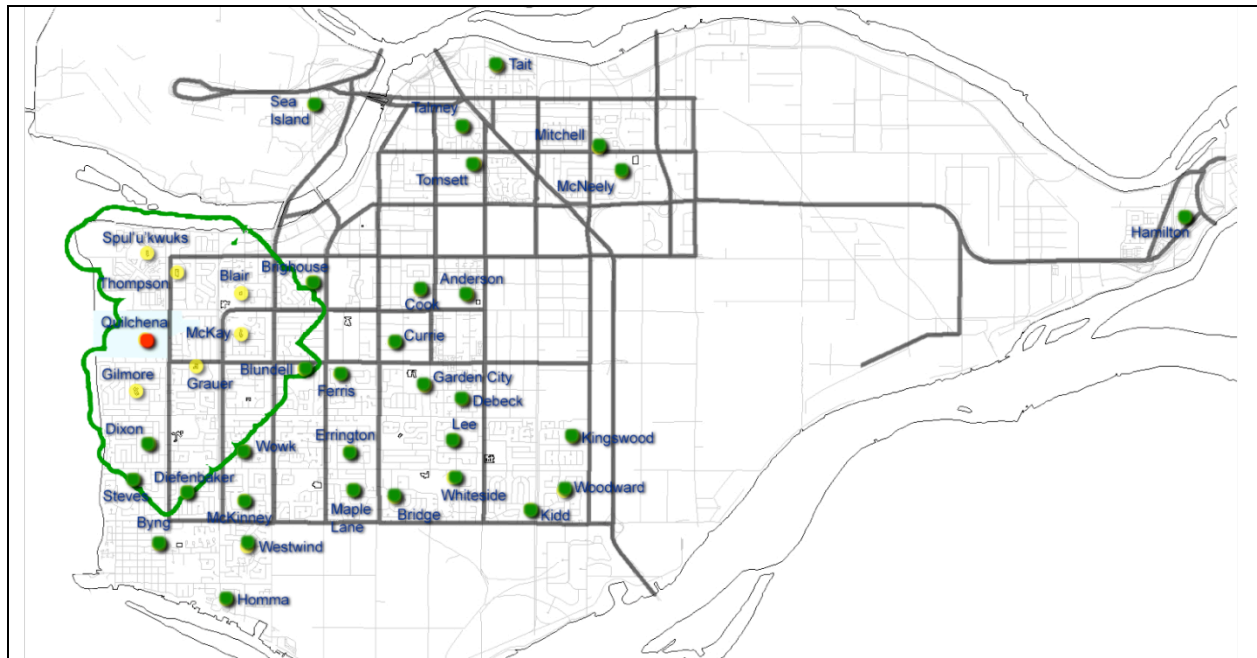 Tait
Sea
Island
Talmey
Mitchell
Tomsett
McNeely
Hamilton
Spul'u'kwuks
Thompson
Blair
Brighouse
Anderson
Cook
Quilchena
McKay
Currie
Gilmore
Grauer
Blundell
Ferris
Garden City
Debeck
Dixon
Wowk
Errington
Lee
Kingswood
Steves
Diefenbaker
McKinney
Maple
Lane
Bridge
Whiteside
Woodward
Kidd
Byng
Westwind
Homma